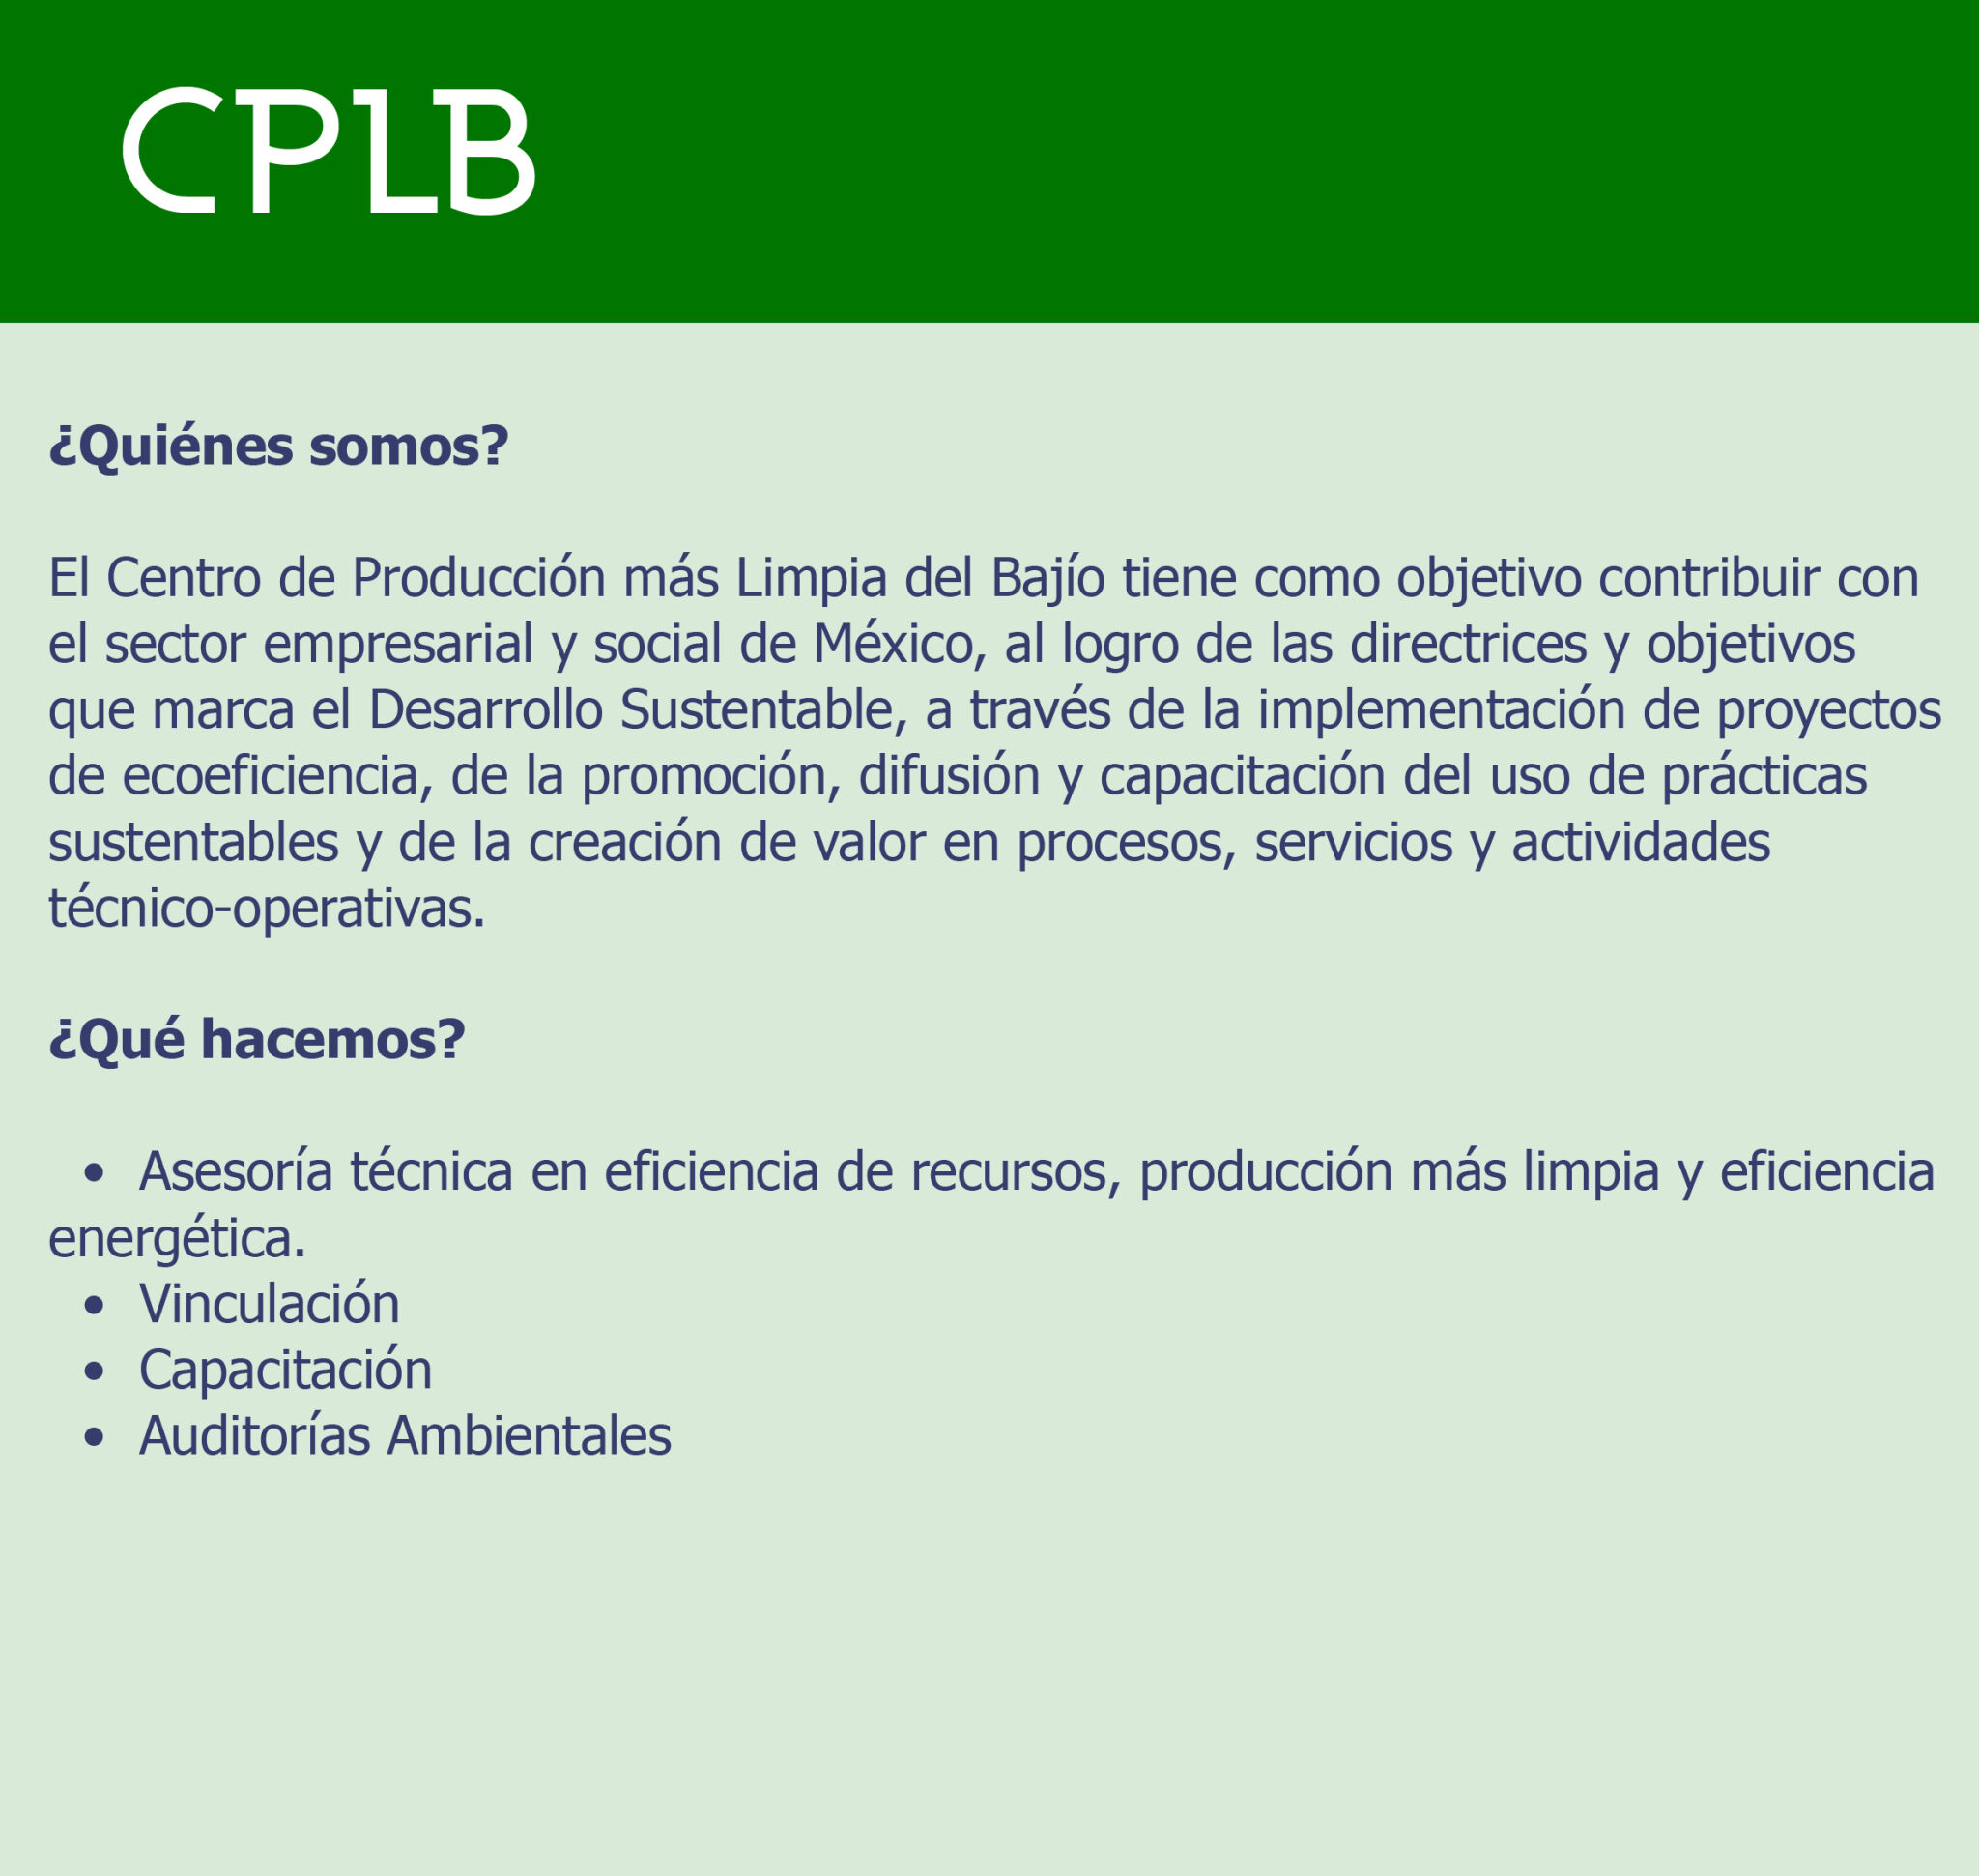 CPLB
¿Quiénes somos?
El Centro de Producción más Limpia del Bajío tiene como objetivo contribuir con
el sector empresarial y social de México, al logro de las directrices y objetivos
que marca el Desarrollo Sustentable, a través de la implementación de proyectos
de ecoeficiencia, de la promoción, difusión y capacitación del uso de prácticas
sustentables y de la creación de valor en procesos, servicios y actividades
técnico-operativas.
¿Qué hacemos?
• Asesoría técnica en eficiencia de recursos, producción más limpia y eficiencia
energética.
• Vinculación
• Capacitación
• Auditorías Ambientales